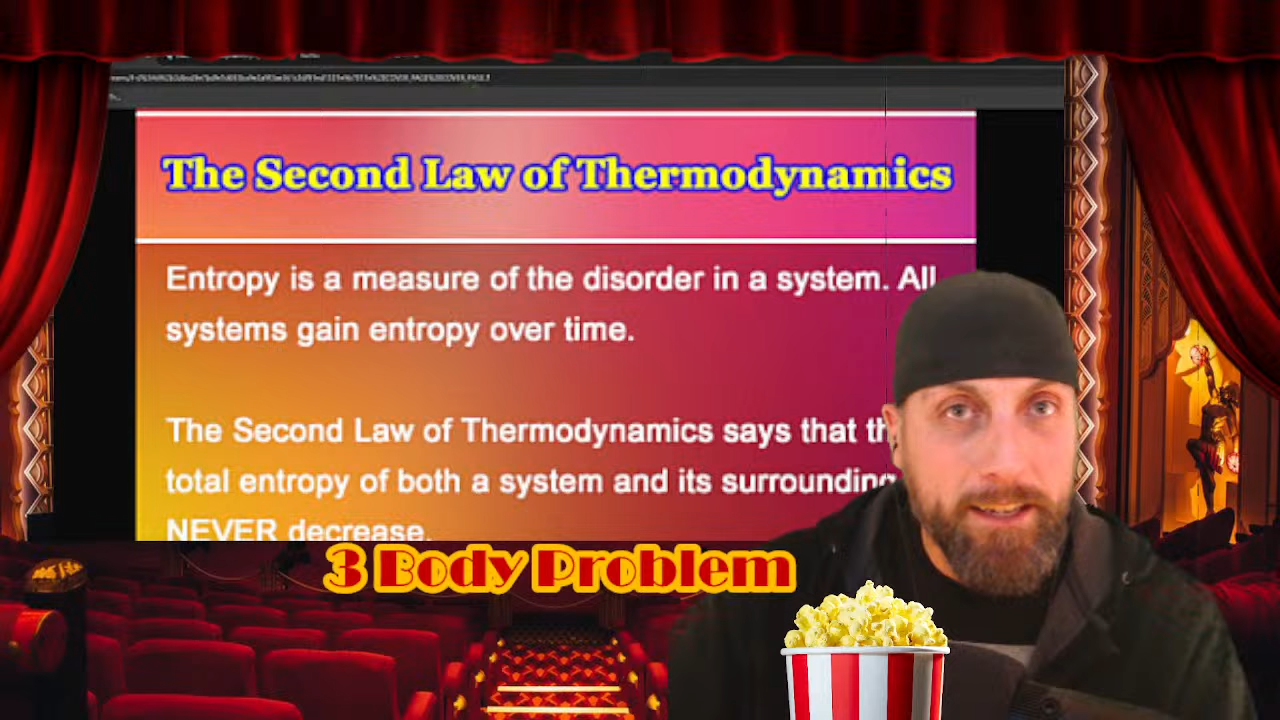 The Second Law of Thermodynamics
Entropy is a measure of the disorder in a system. All
systems gain entropy over time.
The Second Law of Thermodynamics says that
total entropy of both a system and its surrounding
NEVER decrease.
3 Body Problem